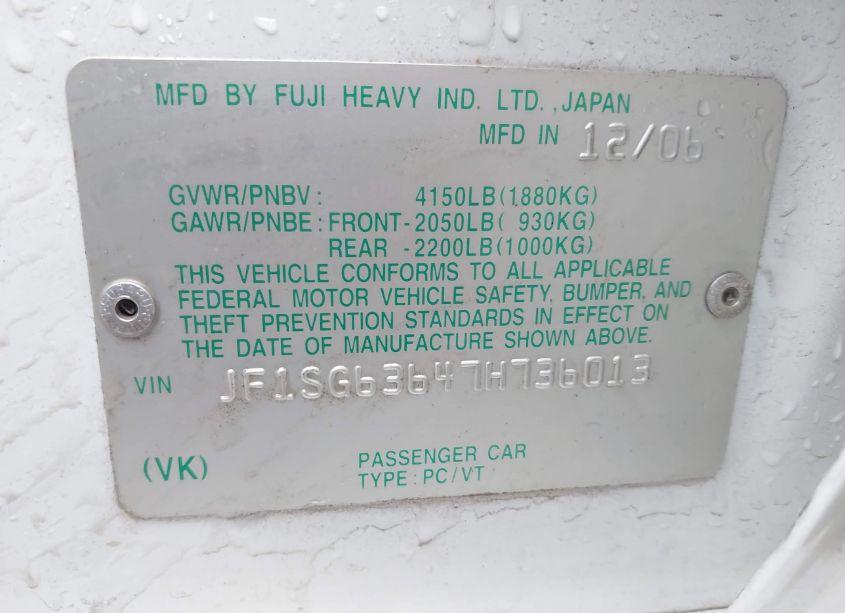 MFD BY FUJI HEAVY IND. LTD., JAPAN
MFD IN 12/06
GVWR/PNBV: 4150LB(1880KG)
GAWR/PNBE: FRONT-2050LB( 930KG)
REAR -2200LB(1000KG)
THIS VEHICLE CONFORMS TO ALL APPLICABLE
FEDERAL MOTOR VEHICLE SAFETY, BUMPER, AND
THEFT PREVENTION STANDARDS IN EFFECT ON
THE DATE OF MANUFACTURE SHOWN ABOVE.
VIN JF1SG63647H736013
(VK) PASSENGER CAR
TYPE: PC/VT